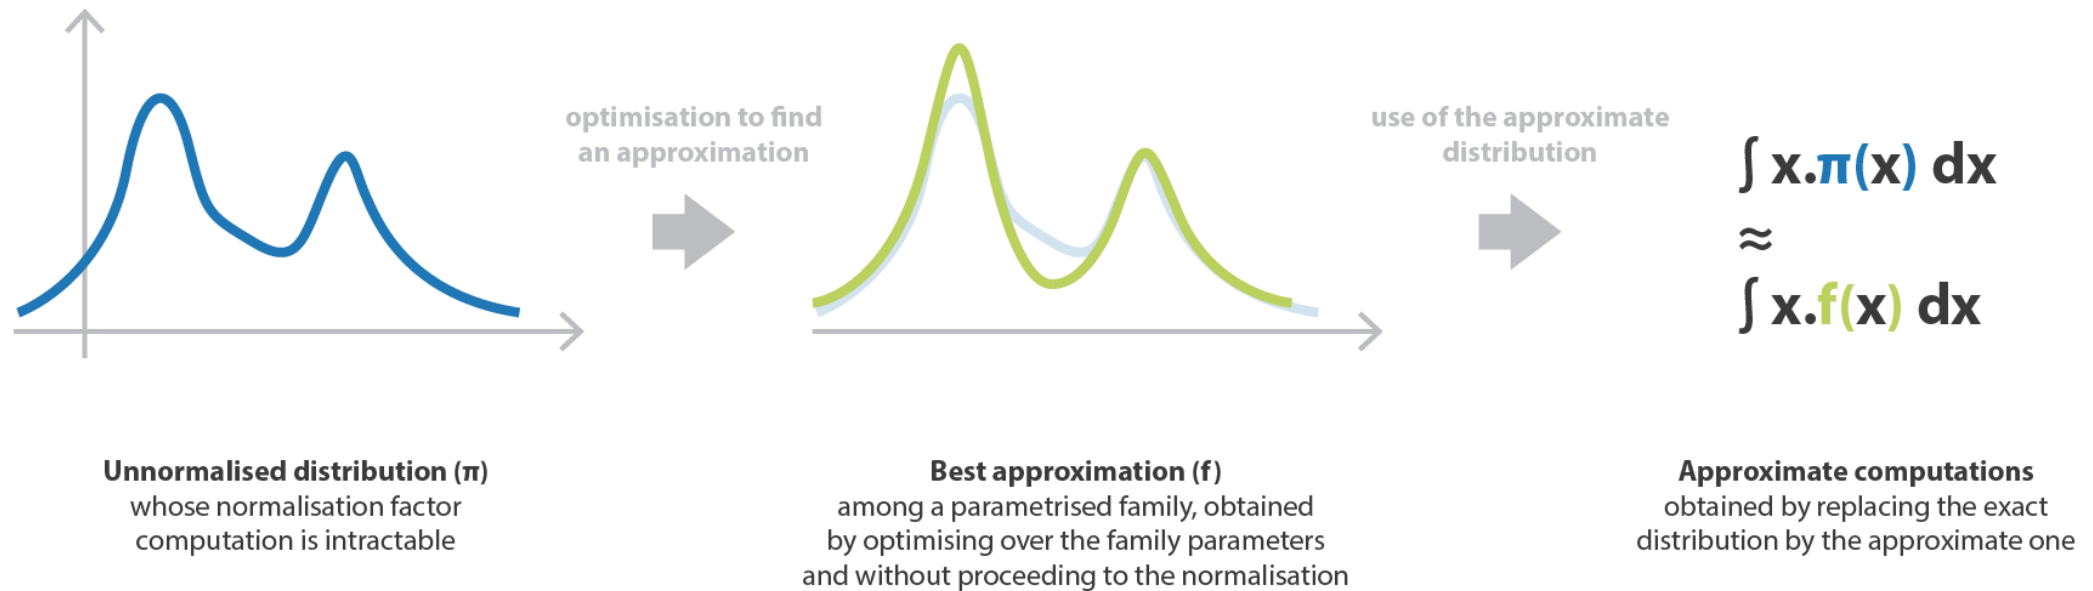 optimisation to find
an approximation
use of the approximate
distribution
∫ x.π(x) dx
≈
∫ x.f(x) dx
Unnormalised distribution (π)
whose normalisation factor
computation is intractable
Best approximation (f)
among a parametrised family, obtained
by optimising over the family parameters
and without proceeding to the normalisation
Approximate computations
obtained by replacing the exact
distribution by the approximate one